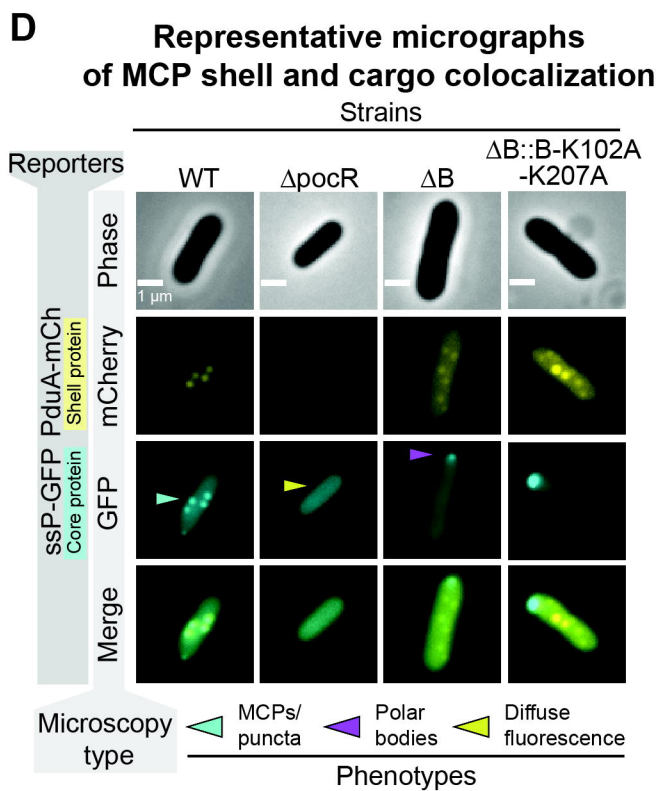 D
Representative micrographs
of MCP shell and cargo colocalization
Strains
Reporters
WT
ΔpocR
ΔB
ΔB::B-K102A
-K207A
Phase
1 µm
PduA-mCh
Shell protein
mCherry
ssP-GFP
Core protein
GFP
Merge
Microscopy
type
MCPs/
puncta
Polar
bodies
Diffuse
fluorescence
Phenotypes